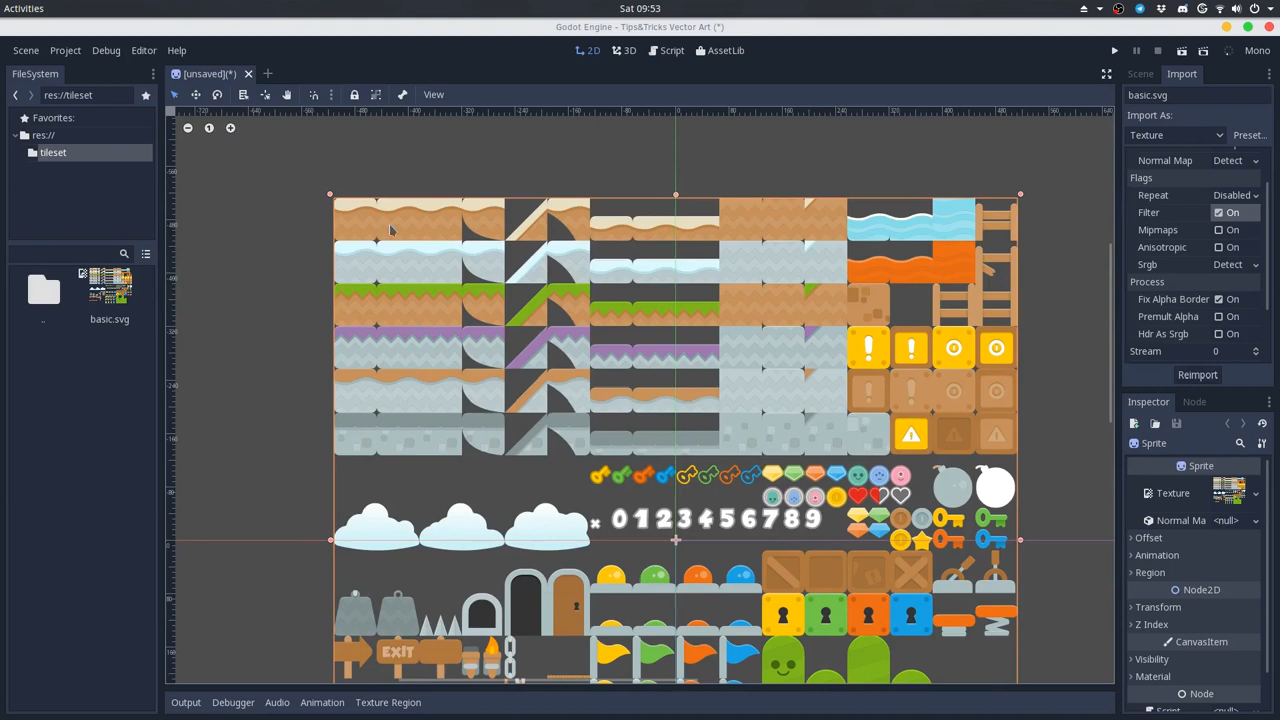 Activities
Sat 09:53
Godot Engine - Tips&Tricks Vector Art (*)
Scene Project Debug Editor Help
2D 3D Script AssetLib
Mono
FileSystem
[unsaved](*)
Scene Import
res://tileset
View
basic.svg
Favorites:
res://
tileset
Import As:
Texture Preset...
Normal Map Detect
Flags
Repeat Disabled
Filter On
Mipmaps On
Anisotropic On
Srgb Detect
Process
Fix Alpha Border On
Premult Alpha On
Hdr As Srgb On
Stream 0
Reimport
..
basic.svg
Inspector Node
Sprite
Sprite
Texture
Normal Ma <null>
Offset
Animation
Region
Node2D
Transform
Z Index
CanvasItem
Visibility
Material
Node
Script <null>
× 0 1 2 3 4 5 6 7 8 9
EXIT
Output Debugger Audio Animation Texture Region